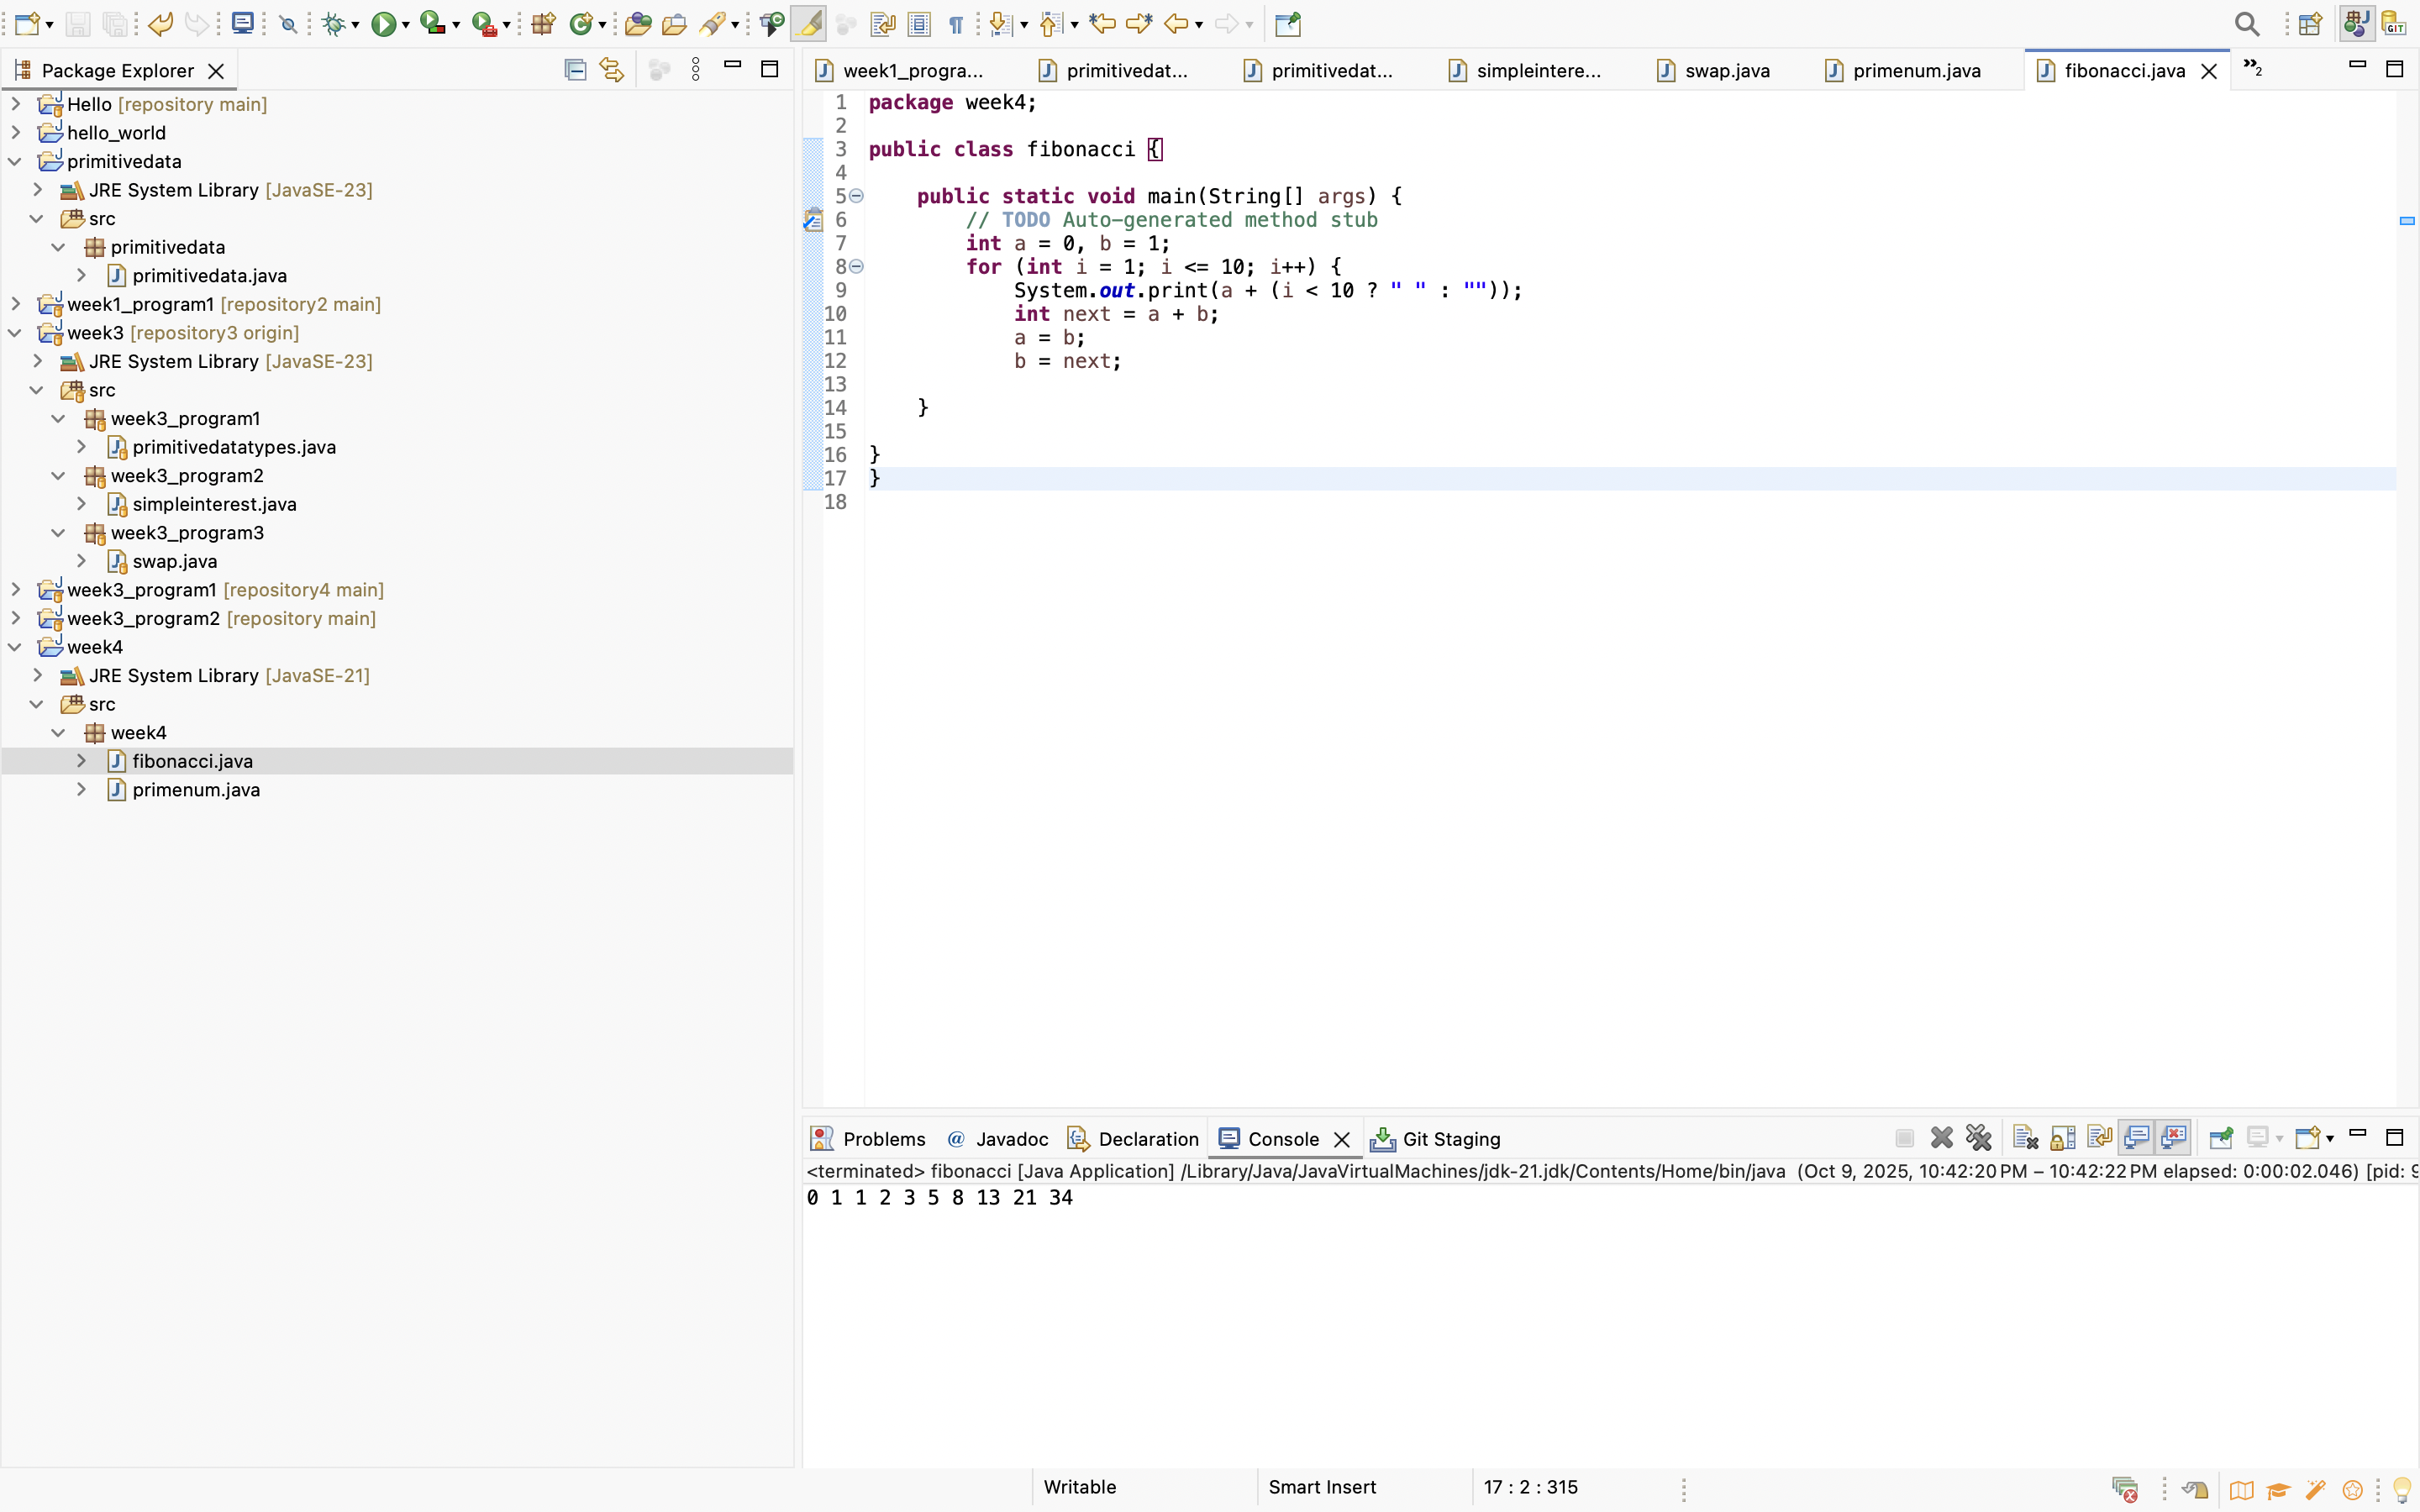 Package Explorer
Hello [repository main]
hello_world
primitivedata
JRE System Library [JavaSE-23]
src
primitivedata
primitivedata.java
week1_program1 [repository2 main]
week3 [repository3 origin]
JRE System Library [JavaSE-23]
src
week3_program1
primitivedatatypes.java
week3_program2
simpleinterest.java
week3_program3
swap.java
week3_program1 [repository4 main]
week3_program2 [repository main]
week4
JRE System Library [JavaSE-21]
src
week4
fibonacci.java
primenum.java
week1_progra... primitivedat... primitivedat... simpleintere... swap.java primenum.java fibonacci.java »2
1 package week4;
2
3 public class fibonacci {
4
5 public static void main(String[] args) {
6 // TODO Auto-generated method stub
7 int a = 0, b = 1;
8 for (int i = 1; i <= 10; i++) {
9 System.out.print(a + (i < 10 ? " " : ""));
10 int next = a + b;
11 a = b;
12 b = next;
13
14 }
15
16 }
17 }
18
Problems @ Javadoc Declaration Console Git Staging
<terminated> fibonacci [Java Application] /Library/Java/JavaVirtualMachines/jdk-21.jdk/Contents/Home/bin/java (Oct 9, 2025, 10:42:20 PM – 10:42:22 PM elapsed: 0:00:02.046) [pid:
0 1 1 2 3 5 8 13 21 34
Writable Smart Insert 17 : 2 : 315